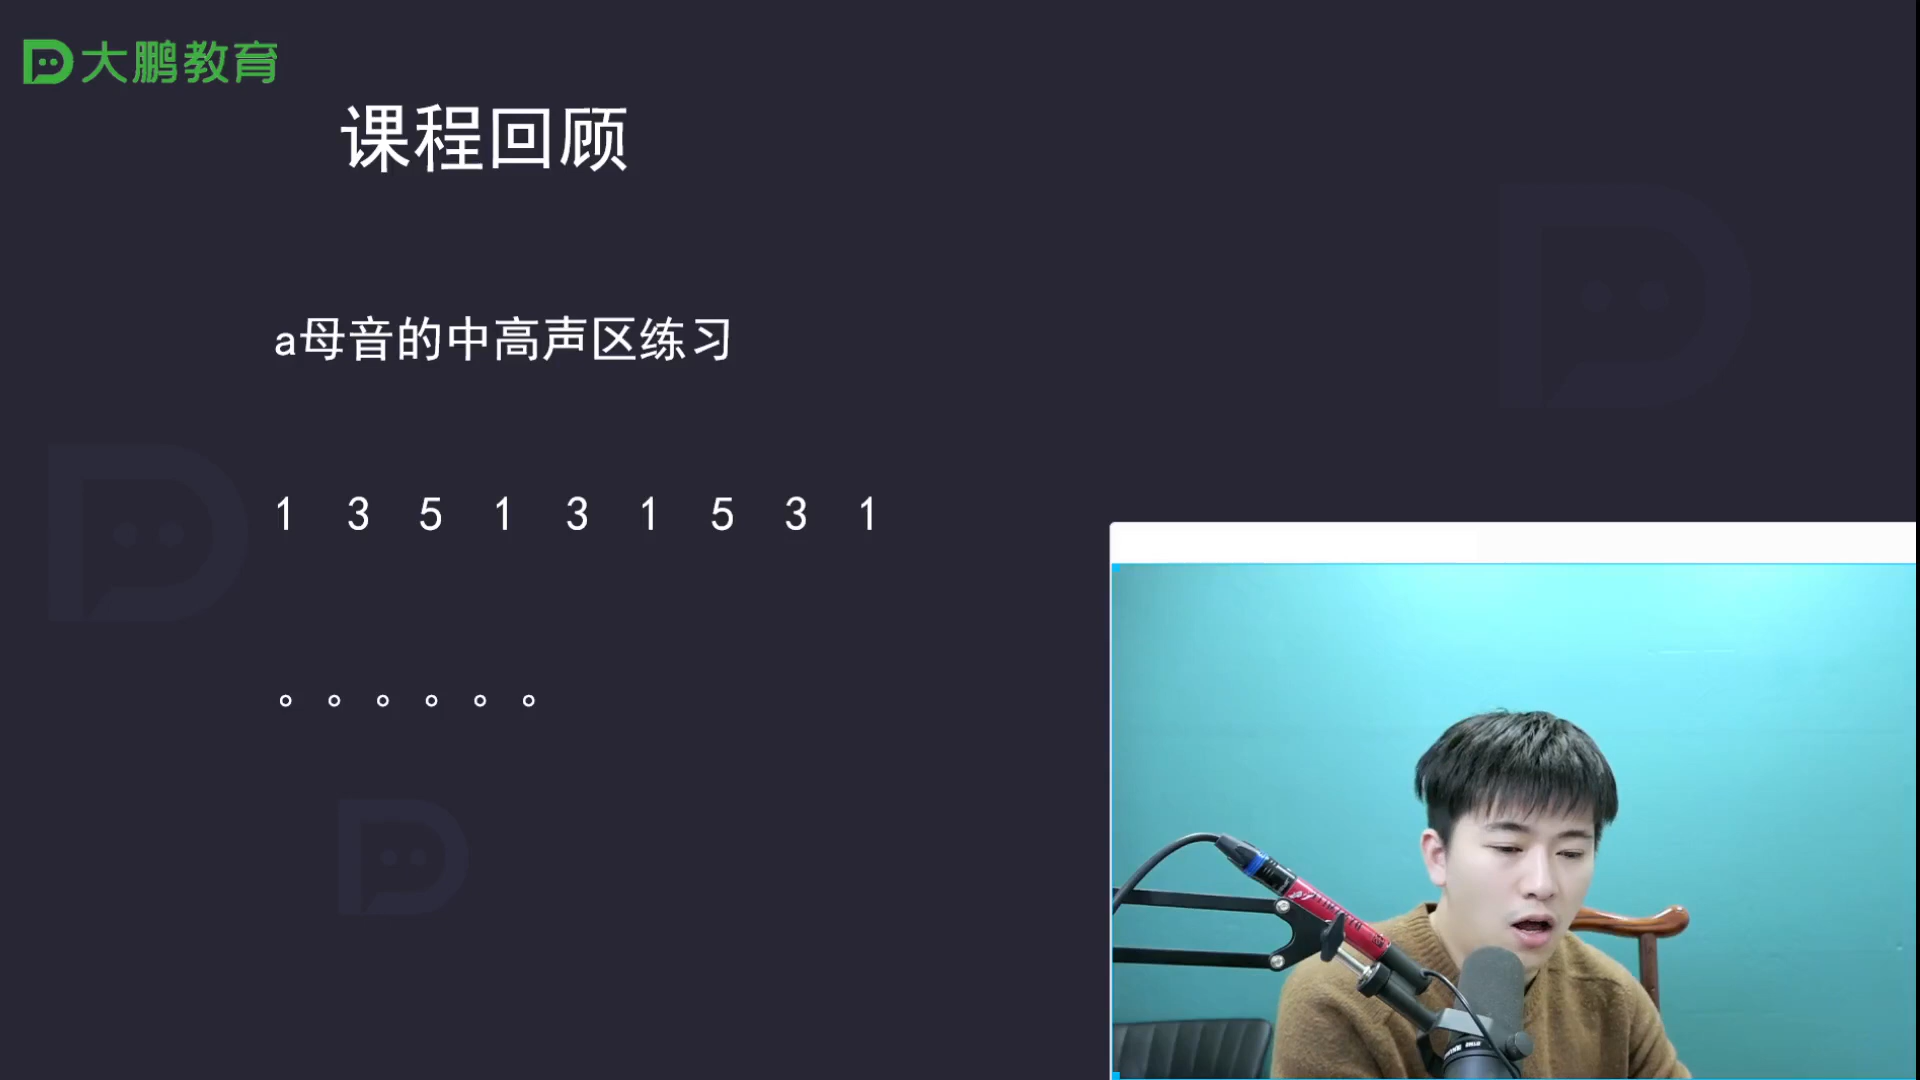 大鹏教育
课程回顾
a母音的中高声区练习
1 3 5 1 3 1 5 3 1
。。。。。。